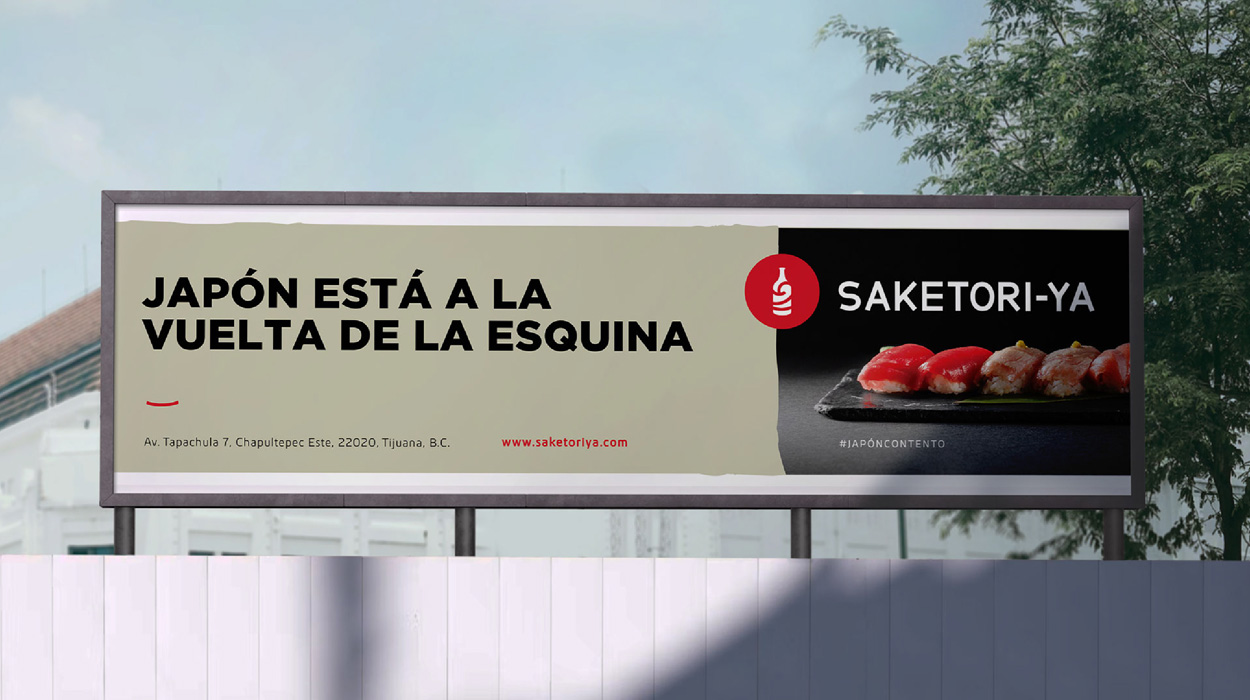 JAPÓN ESTÁ A LA
VUELTA DE LA ESQUINA
Av. Tapachula 7, Chapultepec Este, 22020, Tijuana, B.C.
www.saketoriya.com
SAKETORI-YA
#JAPÓNCONTENTO